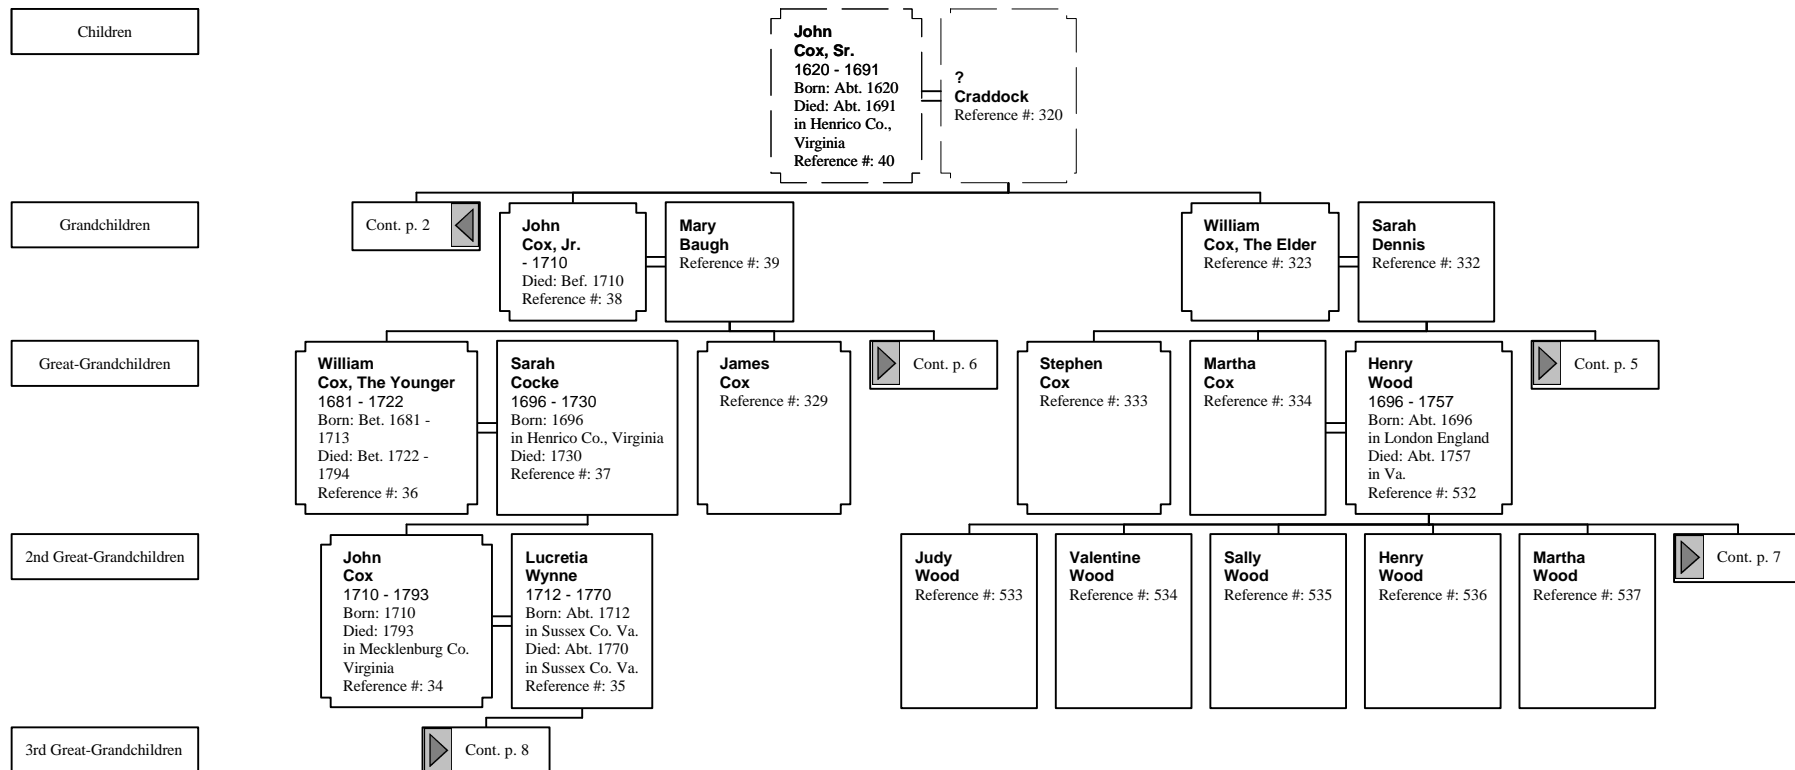 Children
John
Cox, Sr.
1620 - 1691
Born: Abt. 1620
Died: Abt. 1691
in Henrico Co.,
Virginia
Reference #: 40
?
Craddock
Reference #: 320
Grandchildren
Cont. p. 2
John
Cox, Jr.
- 1710
Died: Bef. 1710
Reference #: 38
Mary
Baugh
Reference #: 39
William
Cox, The Elder
Reference #: 323
Sarah
Dennis
Reference #: 332
Great-Grandchildren
William
Cox, The Younger
1681 - 1722
Born: Bet. 1681 -
1713
Died: Bet. 1722 -
1794
Reference #: 36
Sarah
Cocke
1696 - 1730
Born: 1696
in Henrico Co., Virginia
Died: 1730
Reference #: 37
James
Cox
Reference #: 329
Cont. p. 6
Stephen
Cox
Reference #: 333
Martha
Cox
Reference #: 334
Henry
Wood
1696 - 1757
Born: Abt. 1696
in London England
Died: Abt. 1757
in Va.
Reference #: 532
Cont. p. 5
2nd Great-Grandchildren
John
Cox
1710 - 1793
Born: 1710
Died: 1793
in Mecklenburg Co.
Virginia
Reference #: 34
Lucretia
Wynne
1712 - 1770
Born: Abt. 1712
in Sussex Co. Va.
Died: Abt. 1770
in Sussex Co. Va.
Reference #: 35
Judy
Wood
Reference #: 533
Valentine
Wood
Reference #: 534
Sally
Wood
Reference #: 535
Henry
Wood
Reference #: 536
Martha
Wood
Reference #: 537
Cont. p. 7
3rd Great-Grandchildren
Cont. p. 8